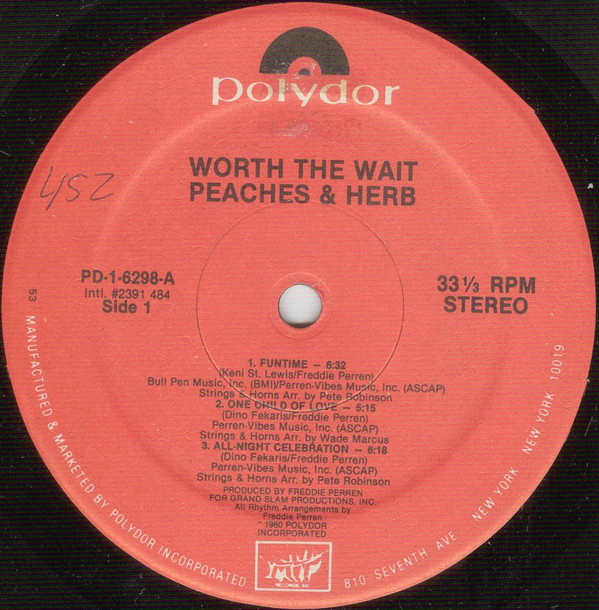 polydor
WORTH THE WAIT
PEACHES & HERB
452
PD-1-6298-A
Intl. #2391 484
Side 1
33 ⅓ RPM
STEREO
1. FUNTIME — 6:32
(Keni St. Lewis/Freddie Perren)
Bull Pen Music, Inc. (BMI)/Perren-Vibes Music, Inc. (ASCAP)
Strings & Horns Arr. by Pete Robinson
2. ONE CHILD OF LOVE — 5:15
(Dino Fekaris/Freddie Perren)
Perren-Vibes Music, Inc. (ASCAP)
Strings & Horns Arr. by Wade Marcus
3. ALL-NIGHT CELEBRATION — 6:18
(Dino Fekaris/Freddie Perren)
Perren-Vibes Music, Inc. (ASCAP)
Strings & Horns Arr. by Pete Robinson
PRODUCED BY FREDDIE PERREN
FOR GRAND SLAM PRODUCTIONS, INC.
All Rhythm Arrangements by
Freddie Perren
℗ 1980 POLYDOR
INCORPORATED
MVP
RECORDS, INC.
53 MANUFACTURED & MARKETED BY POLYDOR INCORPORATED 810 SEVENTH AVE NEW YORK NEW YORK 10019